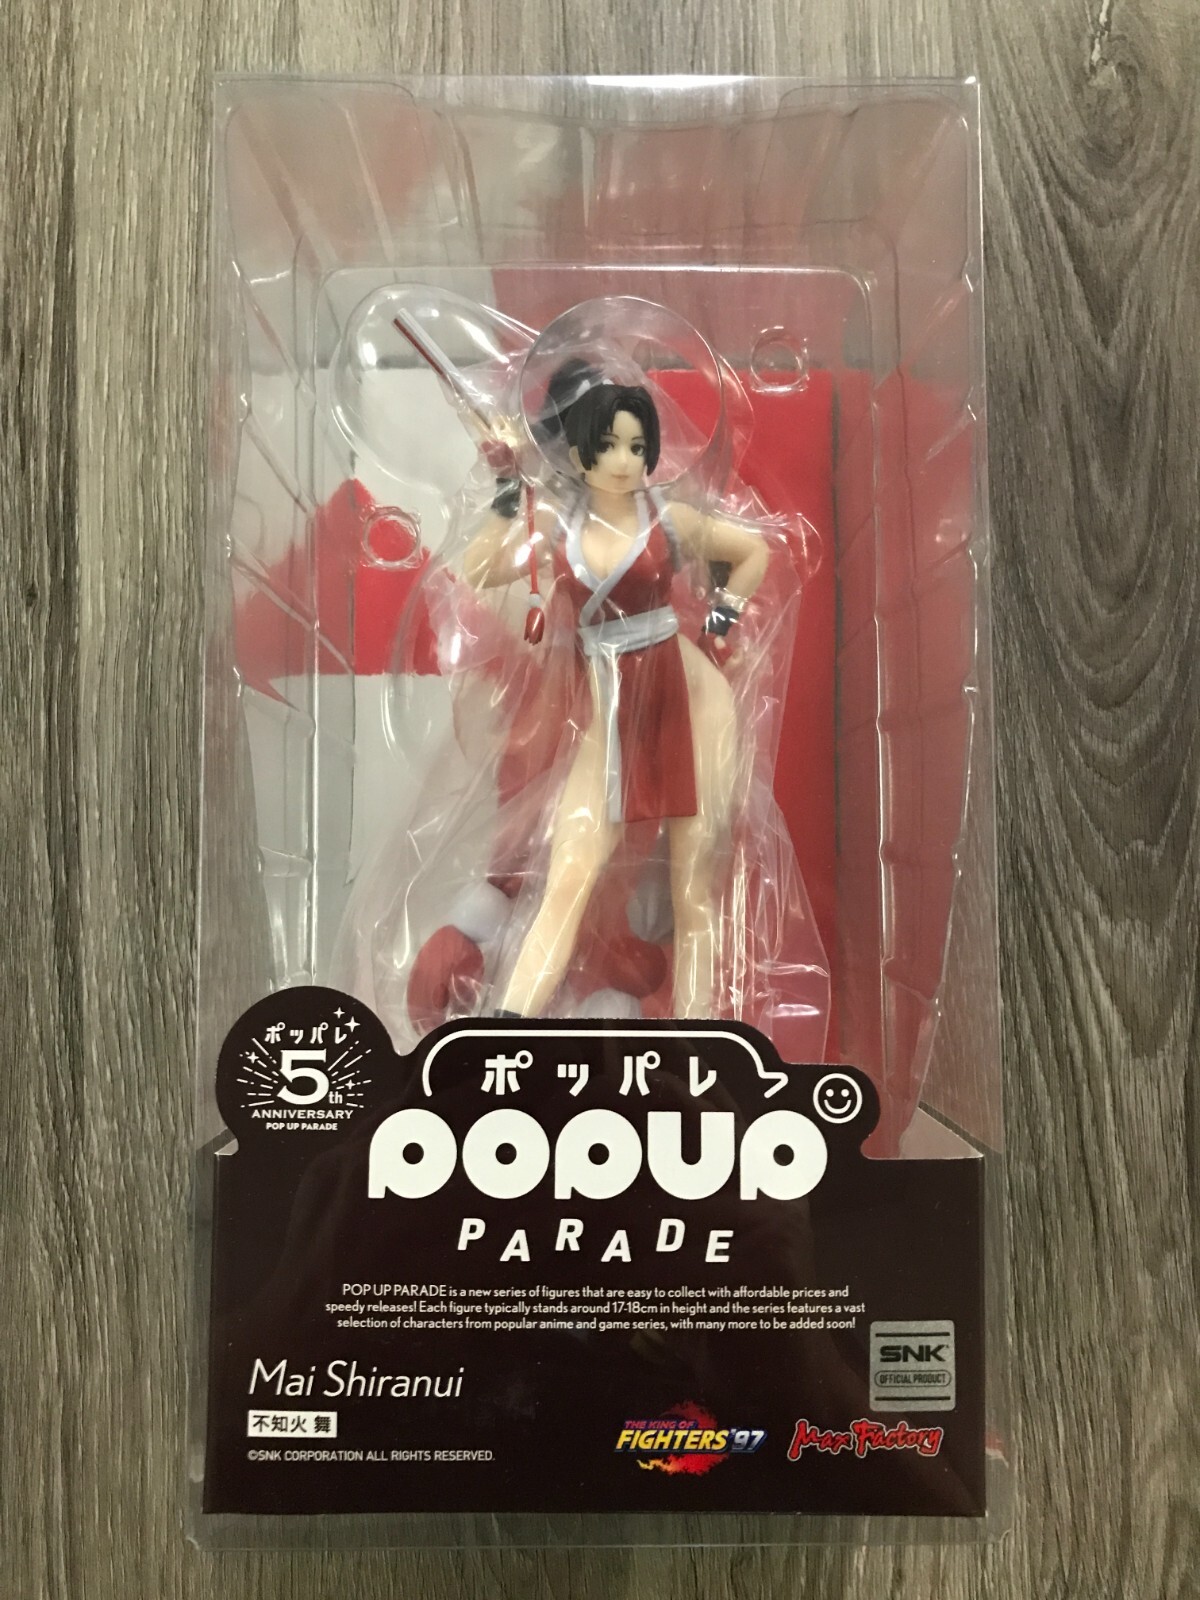 ポッパレ
5th
ANNIVERSARY
POP UP PARADE
ポッパレ
POPUP
PARADE
POP UP PARADE is a new series of figures that are easy to collect with affordable prices and
speedy releases! Each figure typically stands around 17-18cm in height and the series features a vast
selection of characters from popular anime and game series, with many more to be added soon!
SNK
OFFICIAL PRODUCT
Mai Shiranui
不知火 舞
©SNK CORPORATION ALL RIGHTS RESERVED.
THE KING OF
FIGHTERS '97
Max Factory